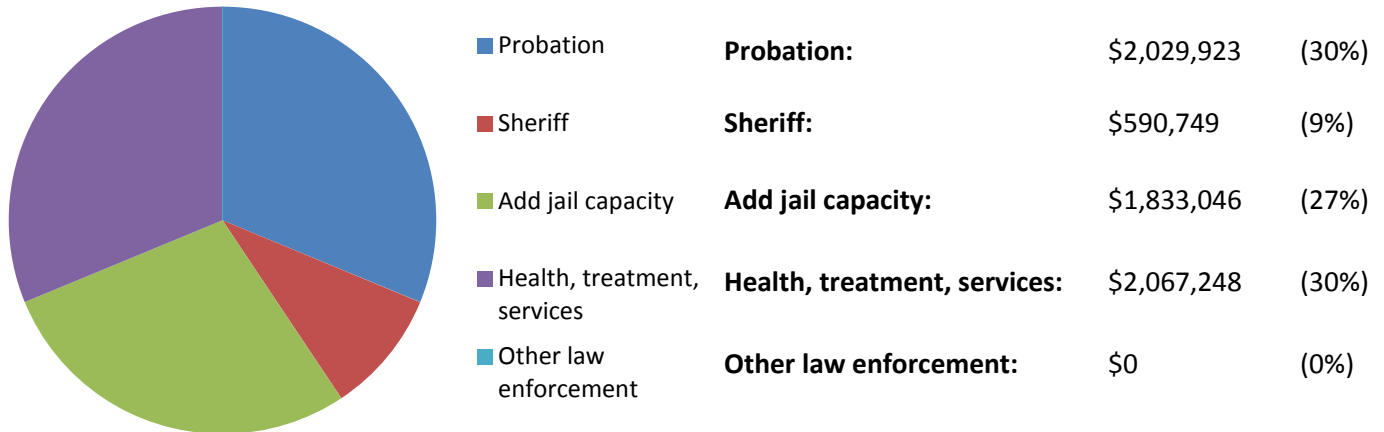 Probation
Probation: $2,029,923 (30%)
Sheriff
Sheriff: $590,749 (9%)
Add jail capacity
Add jail capacity: $1,833,046 (27%)
Health, treatment,
services
Health, treatment, services: $2,067,248 (30%)
Other law
enforcement
Other law enforcement: $0 (0%)